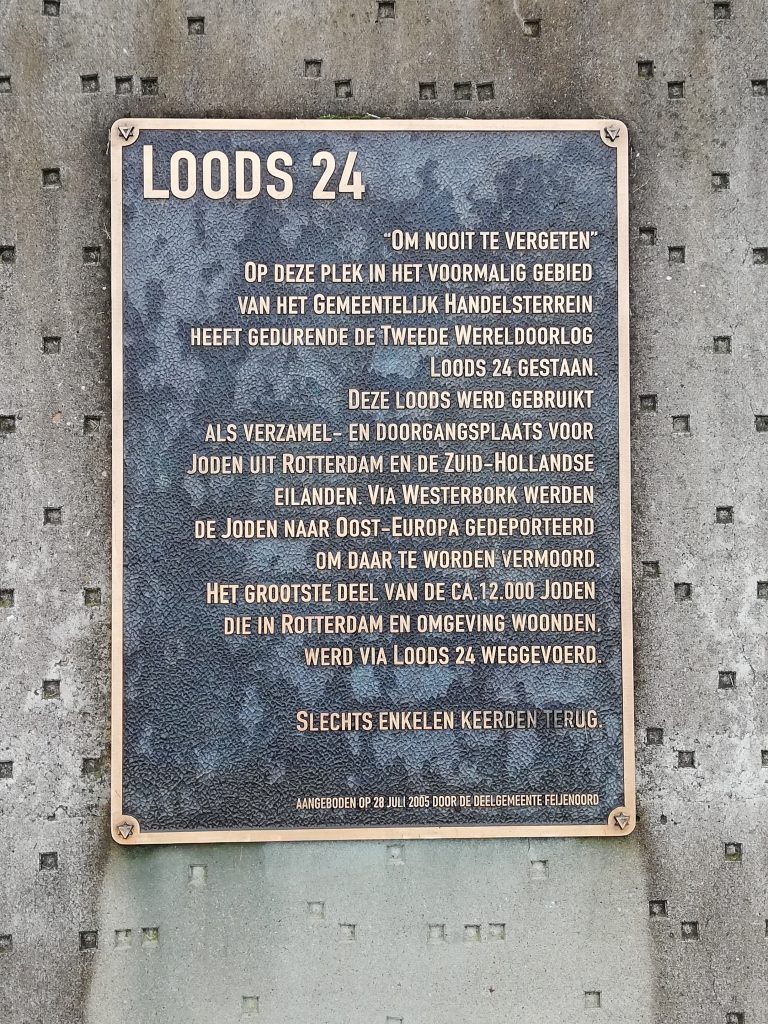 LOODS 24
“OM NOOIT TE VERGETEN”
OP DEZE PLEK IN HET VOORMALIG GEBIED
VAN HET GEMEENTELIJK HANDELSTERREIN
HEEFT GEDURENDE DE TWEEDE WERELDOORLOG
LOODS 24 GESTAAN.
DEZE LOODS WERD GEBRUIKT
ALS VERZAMEL- EN DOORGANGSPLAATS VOOR
JODEN UIT ROTTERDAM EN DE ZUID-HOLLANDSE
EILANDEN. VIA WESTERBORK WERDEN
DE JODEN NAAR OOST-EUROPA GEDEPORTEERD
OM DAAR TE WORDEN VERMOORD.
HET GROOTSTE DEEL VAN DE CA.12.000 JODEN
DIE IN ROTTERDAM EN OMGEVING WOONDEN,
WERD VIA LOODS 24 WEGGEVOERD.
SLECHTS ENKELEN KEERDEN TERUG.
AANGEBODEN OP 28 JULI 2005 DOOR DE DEELGEMEENTE FEIJENOORD